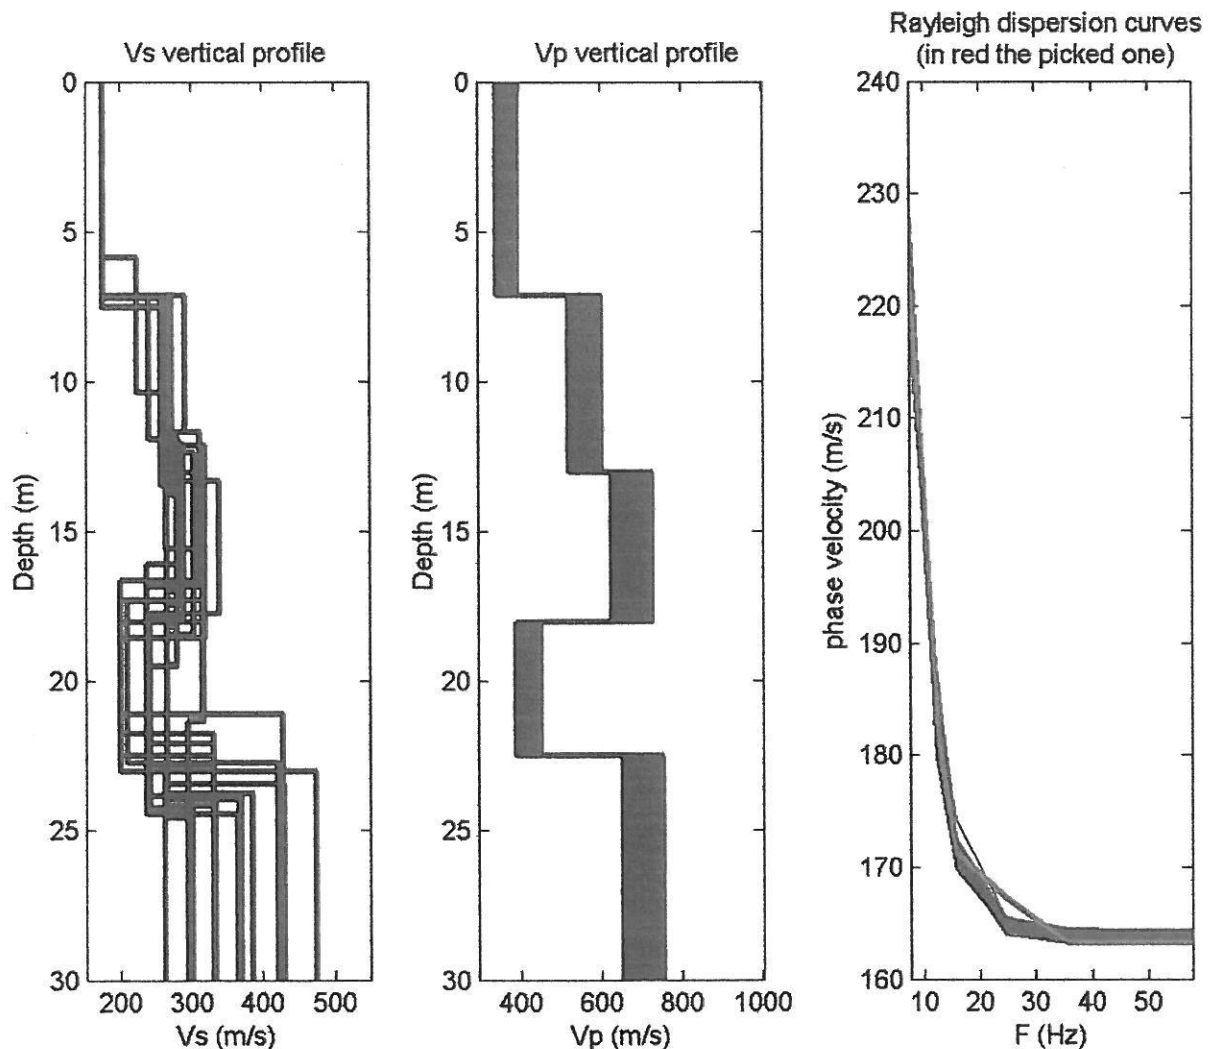 Vs vertical profile
0
5
10
15
20
25
30
Depth (m)
200 300 400 500
Vs (m/s)
Vp vertical profile
0
5
10
15
20
25
30
Depth (m)
400 600 800 1000
Vp (m/s)
Rayleigh dispersion curves
(in red the picked one)
240
230
220
210
200
190
180
170
160
phase velocity (m/s)
10 20 30 40 50
F (Hz)